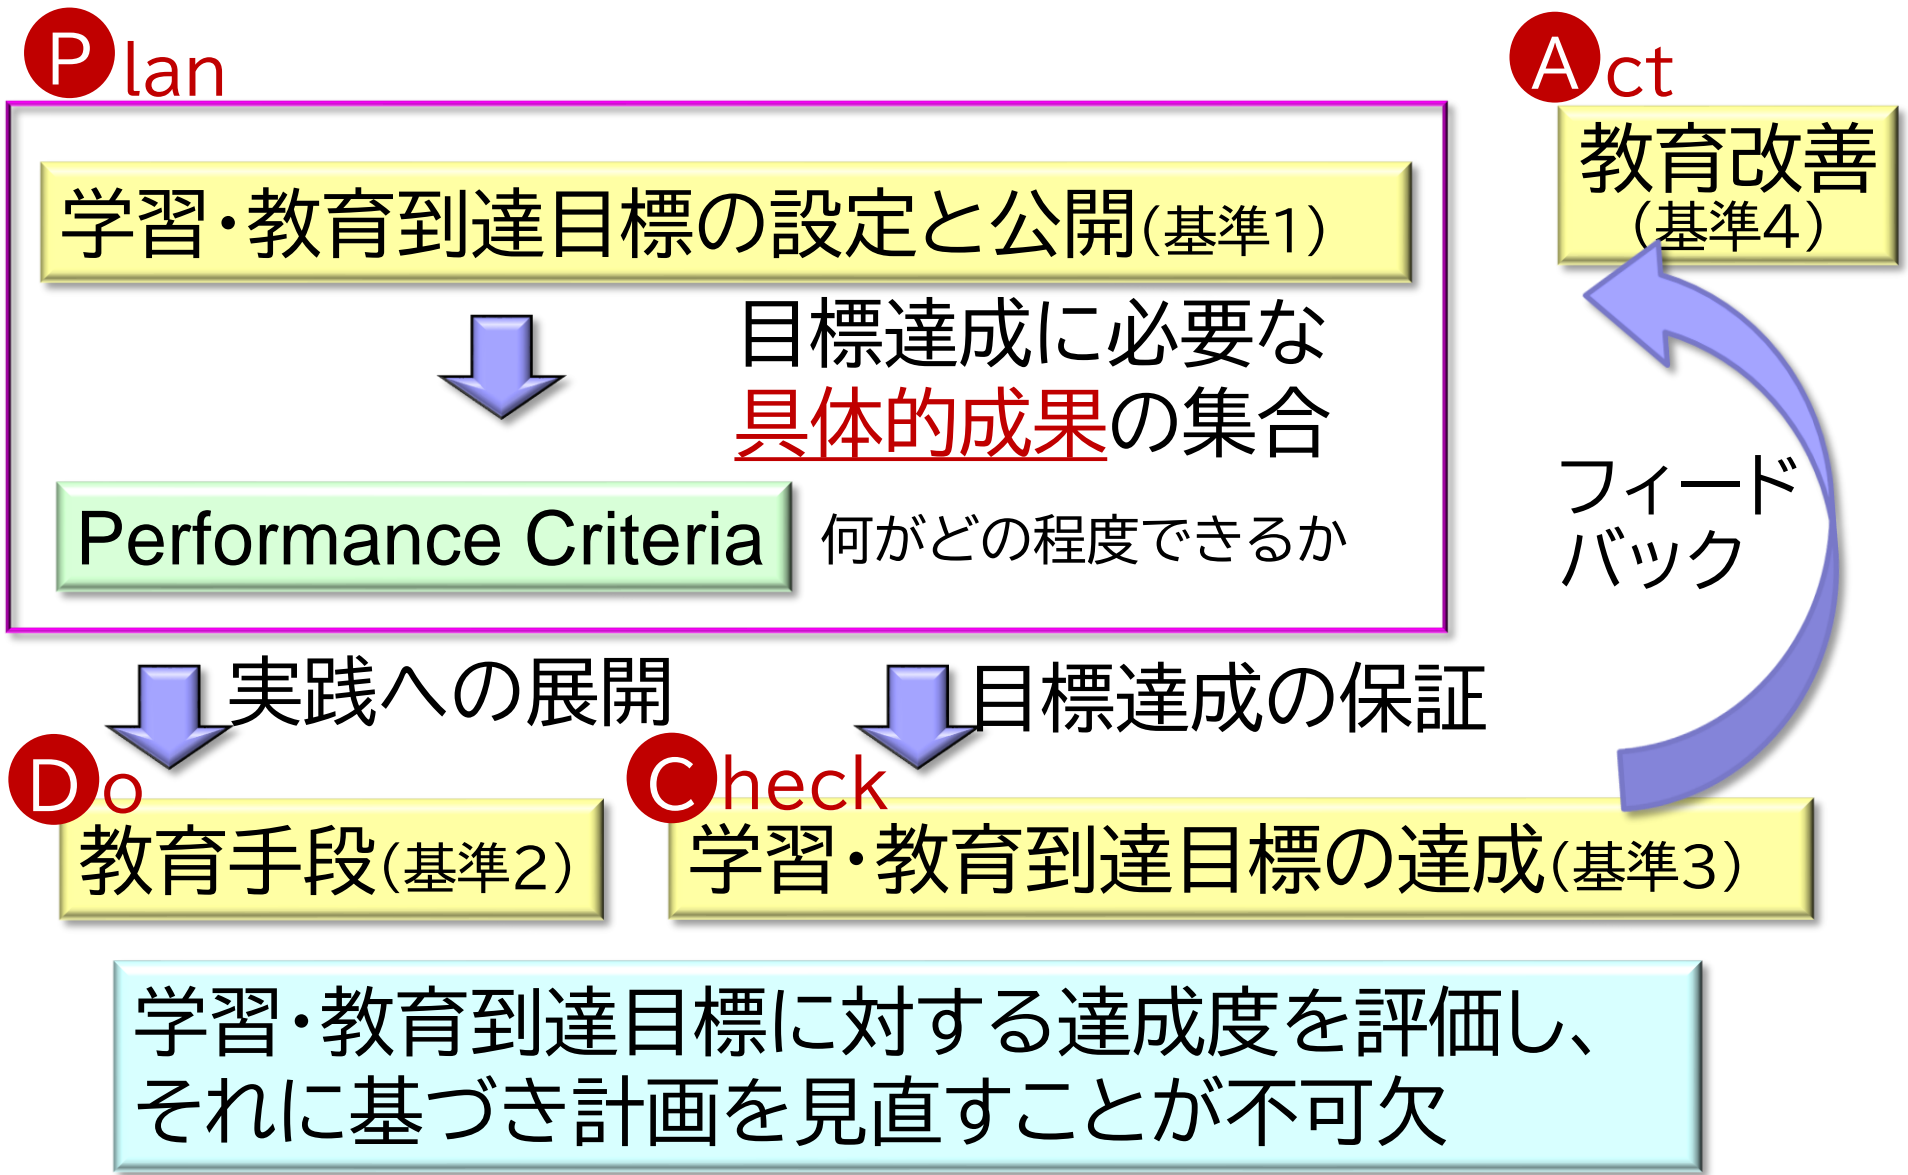 Plan
学習・教育到達目標の設定と公開(基準1)
目標達成に必要な
具体的成果の集合
Performance Criteria
何がどの程度できるか
Act
教育改善
(基準4)
フィード
バック
実践への展開
目標達成の保証
Do
教育手段(基準2)
Check
学習・教育到達目標の達成(基準3)
学習・教育到達目標に対する達成度を評価し、
それに基づき計画を見直すことが不可欠